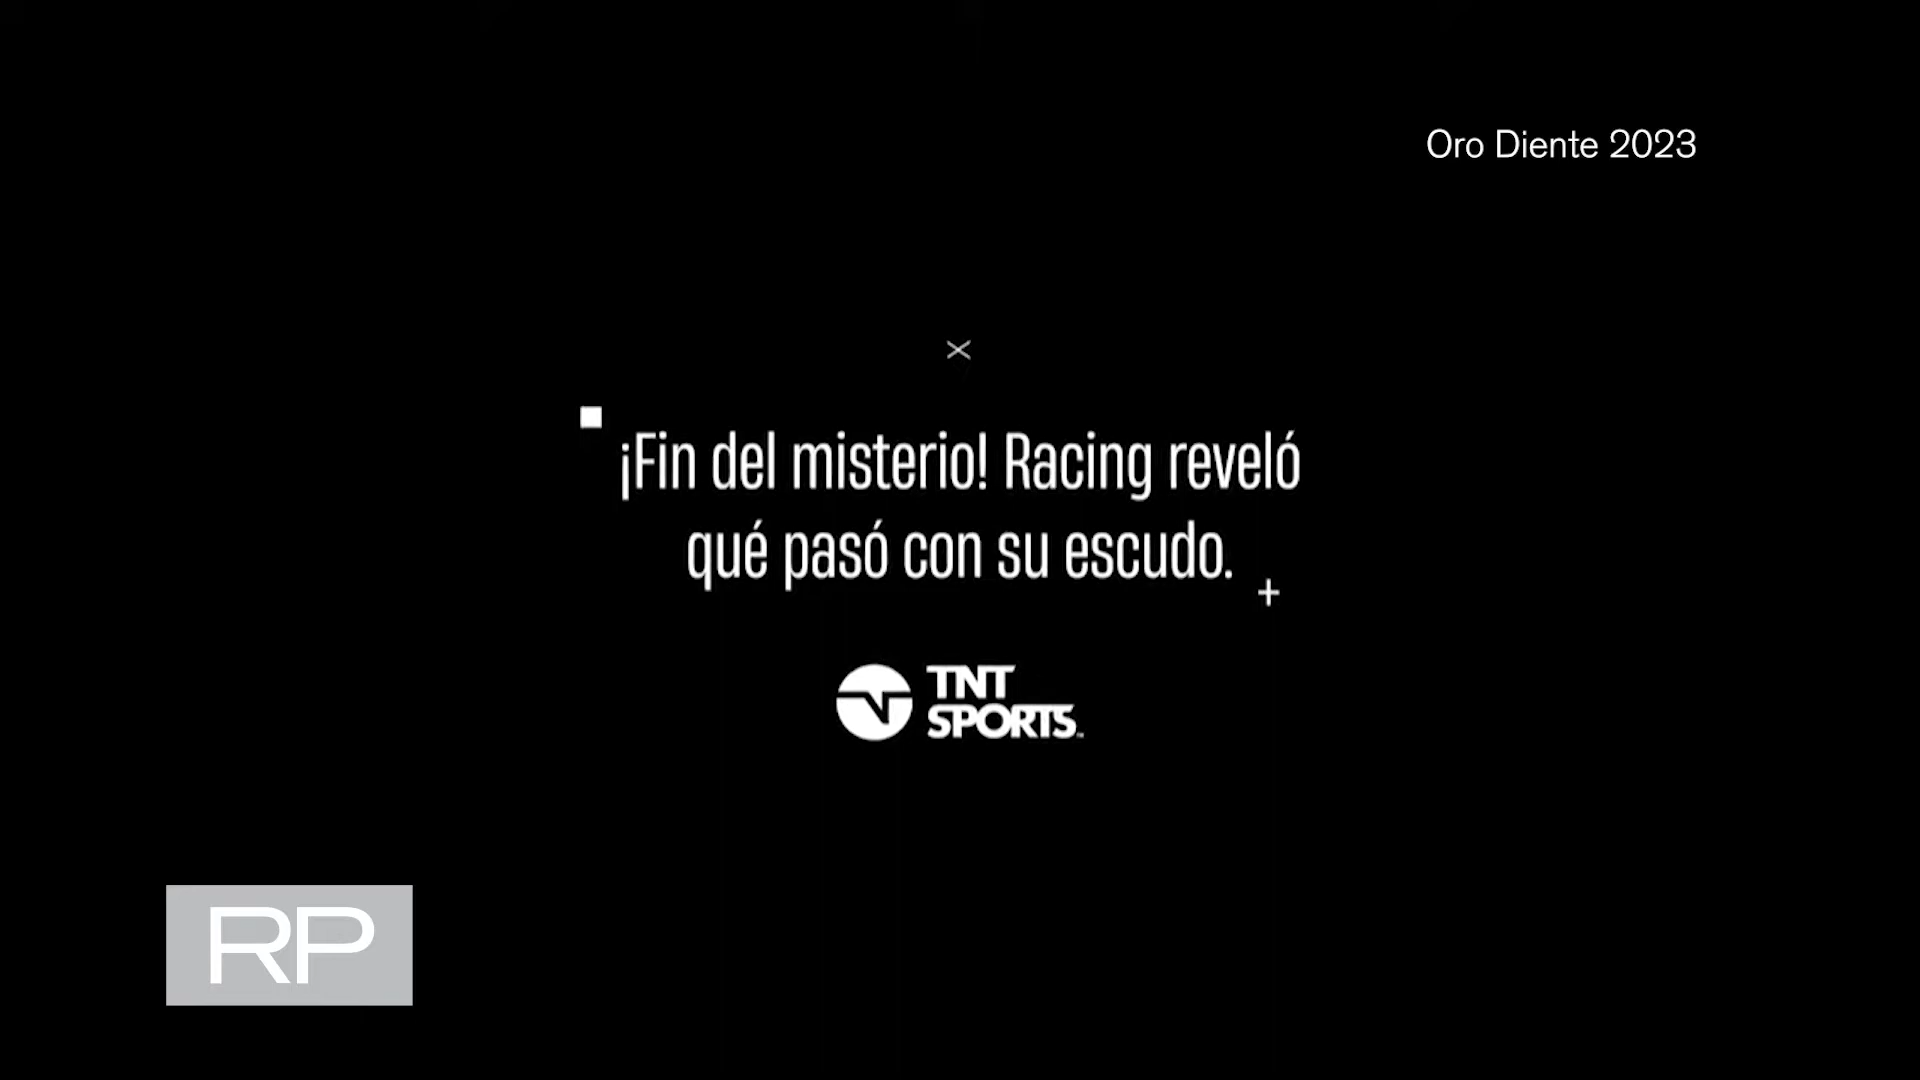 Oro Diente 2023
¡Fin del misterio! Racing reveló
qué pasó con su escudo.
TNT
SPORTS
RP